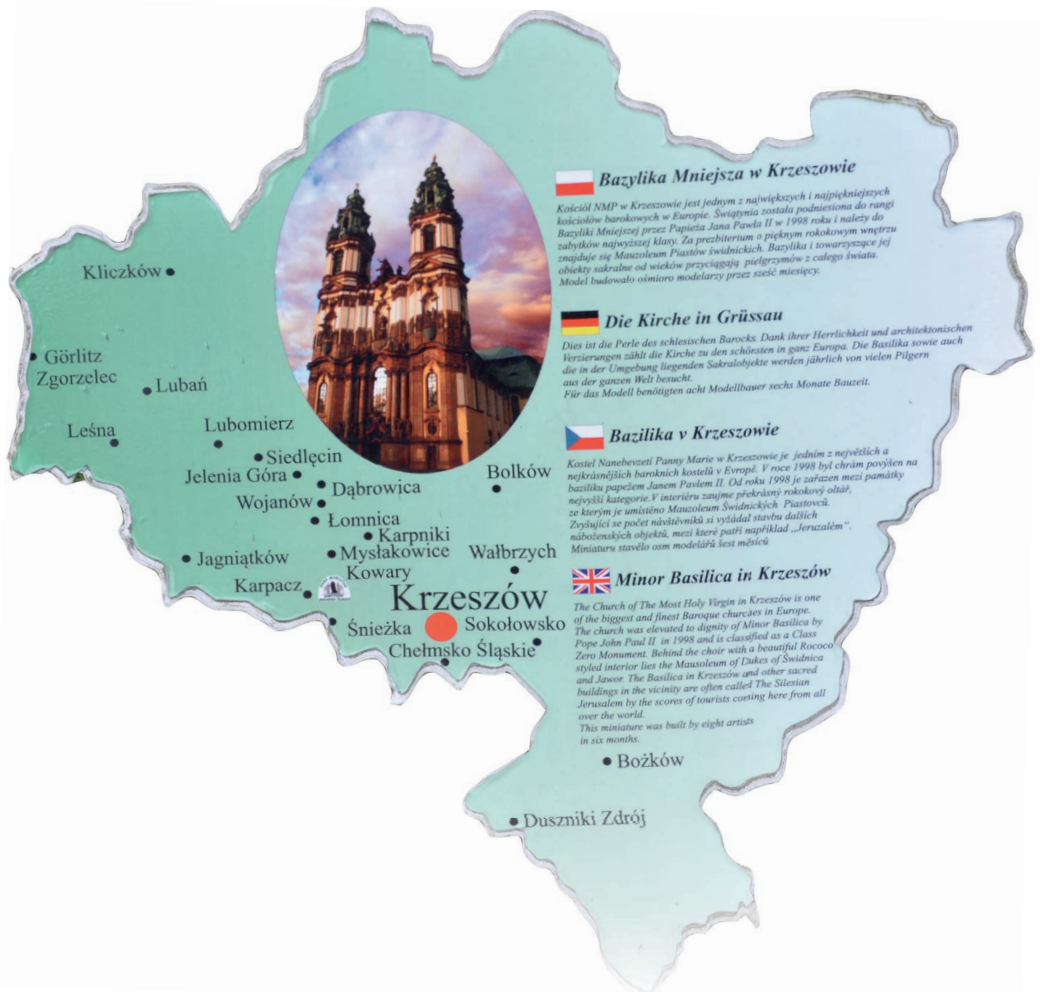 Bazylika Mniejsza w Krzeszowie
Kościół NMP w Krzeszowie jest jednym z największych i najpiękniejszych
kościołów barokowych w Europie. Świątynia została podniesiona do rangi
Bazyliki Mniejszej przez Papieża Jana Pawła II w 1998 roku i należy do
zabytków najwyższej klasy. Za prezbiterium o pięknym rokokowym wnętrzu
znajduje się Mauzoleum Piastów świdnickich. Bazylika i towarzyszące jej
obiekty sakralne od wieków przyciągają pielgrzymów z całego świata.
Model budowało ośmioro modelarzy przez sześć miesięcy.
Die Kirche in Grüssau
Dies ist die Perle des schlesischen Barocks. Dank ihrer Herrlichkeit und architektonischen
Verzierungen zählt die Kirche zu den schönsten in ganz Europa. Die Basilika sowie auch
die in der Umgebung liegenden Sakralobjekte werden jährlich von vielen Pilgern
aus der ganzen Welt besucht.
Für das Modell benötigten acht Modellbauer sechs Monate Bauzeit.
Bazilika v Krzeszowie
Kostel Nanebevzetí Panny Marie w Krzeszowie je jedním z největších a
nejkrásnějších barokních kostelů v Evropě. V roce 1998 byl chrám povýšen na
baziliku papežem Janem Pavlem II. Od roku 1998 je zařazen mezi památky
nejvyšší kategorie. V interiéru zaujme překrásný rokokový oltář,
ze kterým je umístěno Mauzoleum Świdnických Piastovců.
Zvyšující se počet návštěvníků si vyžádal stavbu dalších
náboženských objektů, mezi které patří například „Jeruzalém”.
Miniaturu stavělo osm modelářů šest měsíců
Minor Basilica in Krzeszów
The Church of The Most Holy Virgin in Krzeszów is one
of the biggest and finest Baroque churcaes in Europe.
The church was elevated to dignity of Minor Basilica by
Pope John Paul II in 1998 and is classified as a Class
Zero Monument. Behind the choir with a beautiful Rococo
styled interior lies the Mausoleum of Dukes of Świdnica
and Jawor. The Basilica in Krzeszów and other sacred
buildings in the vicinity are often called The Silesian
Jerusalem by the scores of tourists coming here from all
over the world.
This miniature was built by eight artists
in six months.
Kliczków
Görlitz
Zgorzelec
Lubań
Leśna
Lubomierz
Siedlęcin
Jelenia Góra
Dąbrowica
Bolków
Wojanów
Łomnica
Karpniki
Jagniątków
Mysłakowice
Wałbrzych
Kowary
Karpacz
Krzeszów
Śnieżka
Sokołowsko
Chełmsko Śląskie
Bożków
Duszniki Zdrój